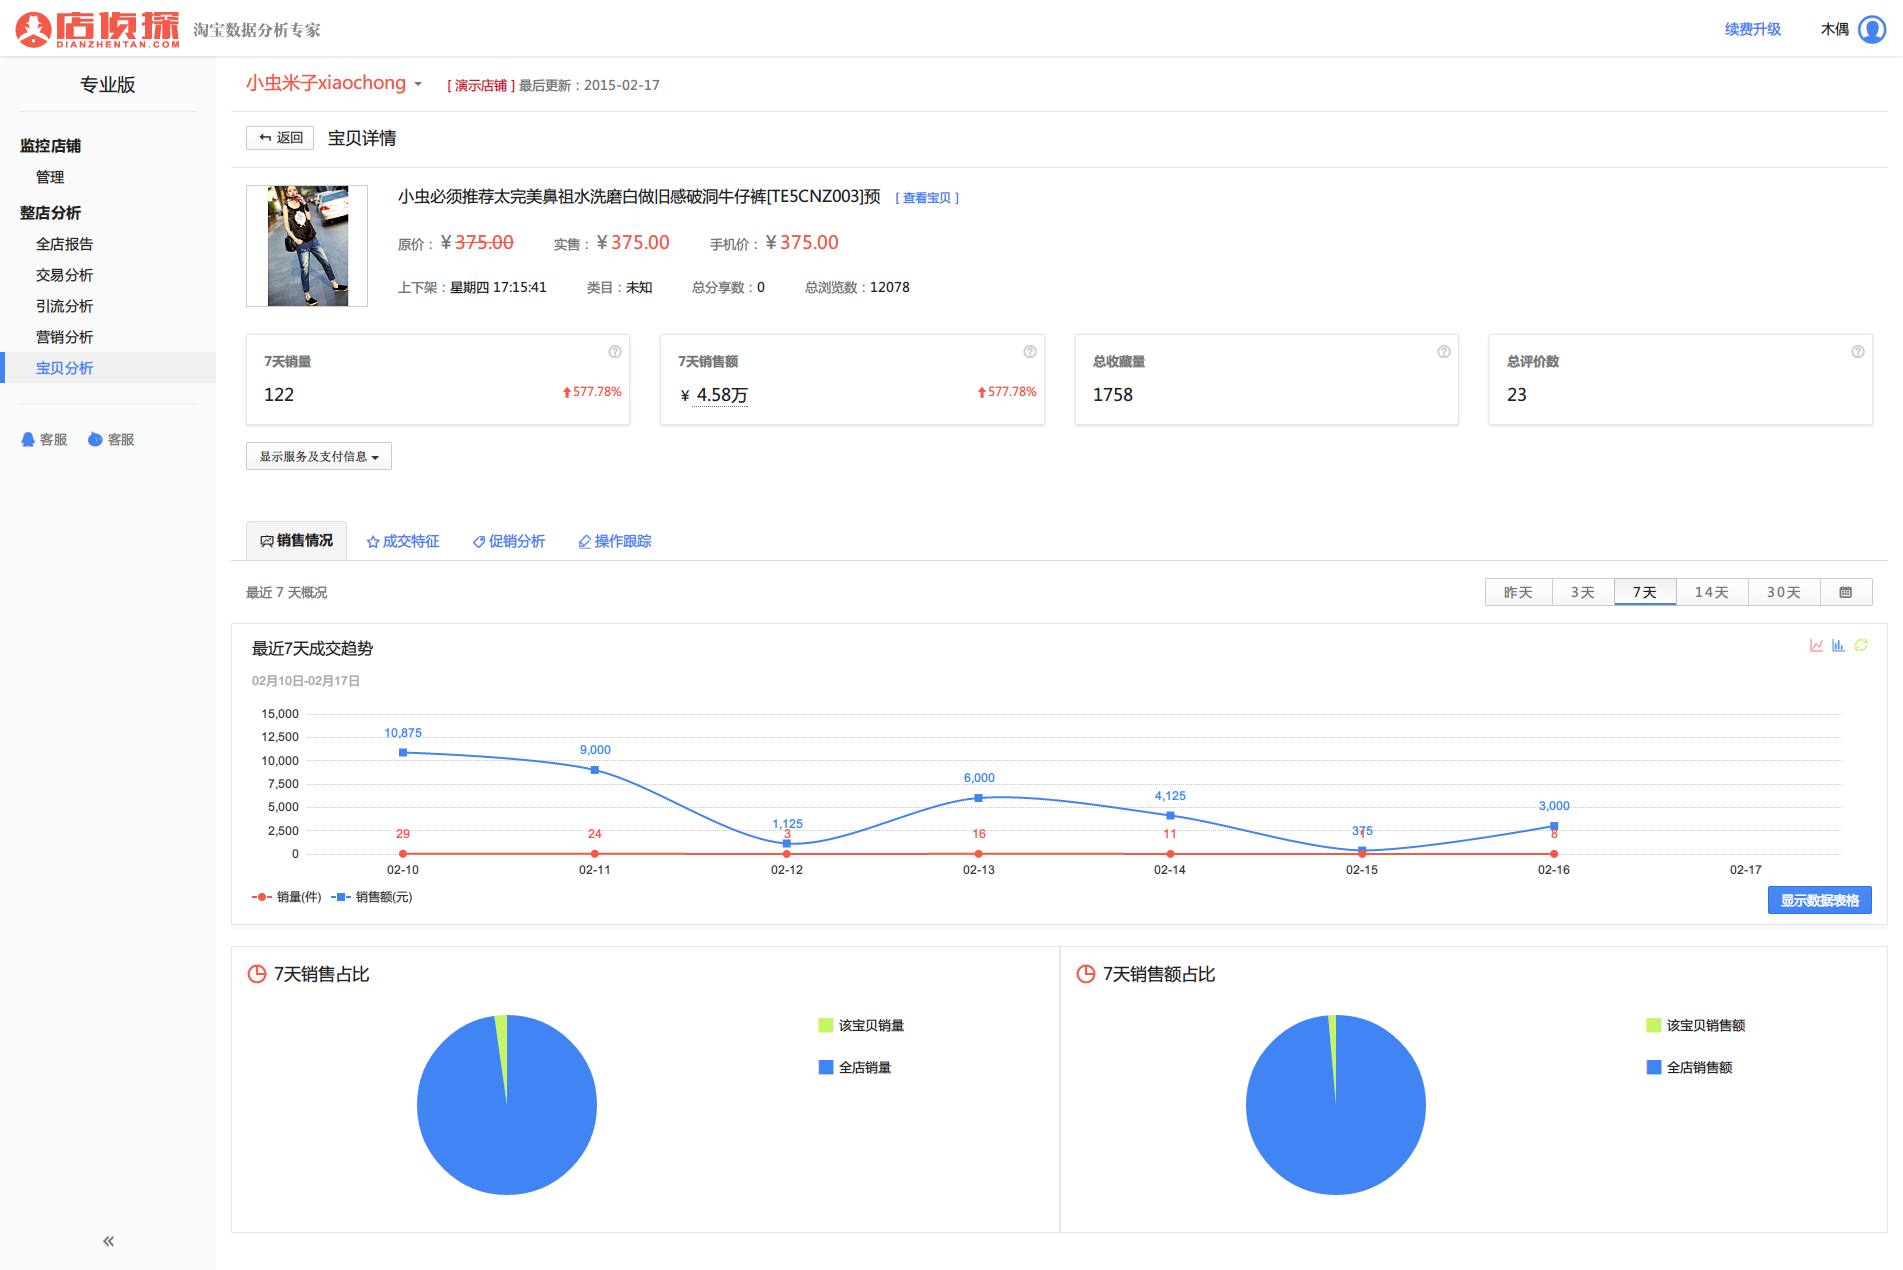 店侦探 淘宝数据分析专家
DIANZHENTAN.COM
续费升级 木偶
专业版
监控店铺
管理
整店分析
全店报告
交易分析
引流分析
营销分析
宝贝分析
客服 客服
小虫米子xiaochong [ 演示店铺 ] 最后更新：2015-02-17
返回 宝贝详情
小虫必须推荐太完美鼻祖水洗磨白做旧感破洞牛仔裤[TE5CNZ003]预 [ 查看宝贝 ]
原价：¥375.00 实售：¥375.00 手机价：¥375.00
上下架：星期四 17:15:41 类目：未知 总分享数：0 总浏览数：12078
7天销量
122 577.78%
7天销售额
¥ 4.58万 577.78%
总收藏量
1758
总评价数
23
显示服务及支付信息
销售情况 成交特征 促销分析 操作跟踪
最近 7 天概况
昨天 3天 7天 14天 30天
最近7天成交趋势
02月10日-02月17日
15,000
12,500
10,000
7,500
5,000
2,500
0
10,875 9,000 1,125 6,000 4,125 375 3,000
29 24 3 16 11 1 8
02-10 02-11 02-12 02-13 02-14 02-15 02-16 02-17
销量(件) 销售额(元)
显示数据表格
7天销售占比
该宝贝销量
全店销量
7天销售额占比
该宝贝销售额
全店销售额